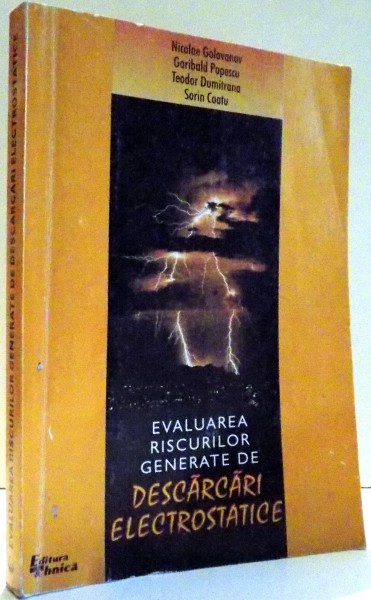 Nicolae Golovanov
Garibald Popescu
Teodor Dumitrana
Sorin Coatu
EVALUAREA
RISCURILOR
GENERATE DE
DESCĂRCĂRI
ELECTROSTATICE
Editura
Tehnică
EVALUAREA RISCURILOR GENERATE DE DESCĂRCĂRI ELECTROSTATICE